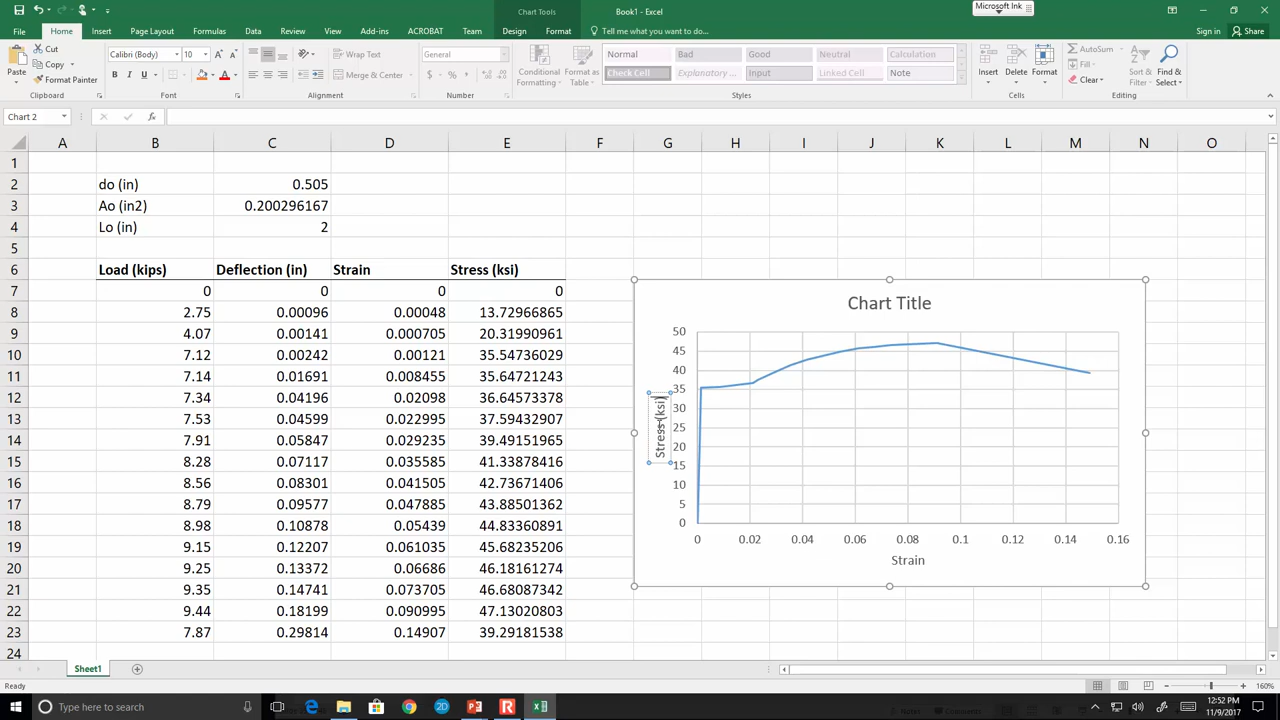 Microsoft Ink
Chart Tools
Book1 - Excel
File
Home
Insert
Page Layout
Formulas
Data
Review
View
Add-ins
ACROBAT
Team
Design
Format
Tell me what you want to do...
Sign in
Share
Paste
Cut
Copy
Format Painter
Clipboard
Calibri (Body)
10
B I U
Font
Wrap Text
Merge & Center
Alignment
General
$ % ,
Number
Conditional Formatting
Format as Table
Normal
Bad
Good
Neutral
Calculation
Check Cell
Explanatory ...
Input
Linked Cell
Note
Styles
Insert
Delete
Format
Cells
AutoSum
Fill
Clear
Sort & Filter
Find & Select
Editing
Chart 2
fx
A B C D E F G H I J K L M N O
1
2 do (in) 0.505
3 Ao (in2) 0.200296167
4 Lo (in) 2
5
6 Load (kips) Deflection (in) Strain Stress (ksi)
7 0 0 0 0
8 2.75 0.00096 0.00048 13.72966865
9 4.07 0.00141 0.000705 20.31990961
10 7.12 0.00242 0.00121 35.54736029
11 7.14 0.01691 0.008455 35.64721243
12 7.34 0.04196 0.02098 36.64573378
13 7.53 0.04599 0.022995 37.59432907
14 7.91 0.05847 0.029235 39.49151965
15 8.28 0.07117 0.035585 41.33878416
16 8.56 0.08301 0.041505 42.73671406
17 8.79 0.09577 0.047885 43.88501362
18 8.98 0.10878 0.05439 44.83360891
19 9.15 0.12207 0.061035 45.68235206
20 9.25 0.13372 0.06686 46.18161274
21 9.35 0.14741 0.073705 46.68087342
22 9.44 0.18199 0.090995 47.13020803
23 7.87 0.29814 0.14907 39.29181538
24
Chart Title
50
45
40
35
30
25
20
15
10
5
0
Stress (ksi)
0 0.02 0.04 0.06 0.08 0.1 0.12 0.14 0.16
Strain
Sheet1
Ready
160%
Type here to search
Notes
Comments
12:52 PM
11/9/2017